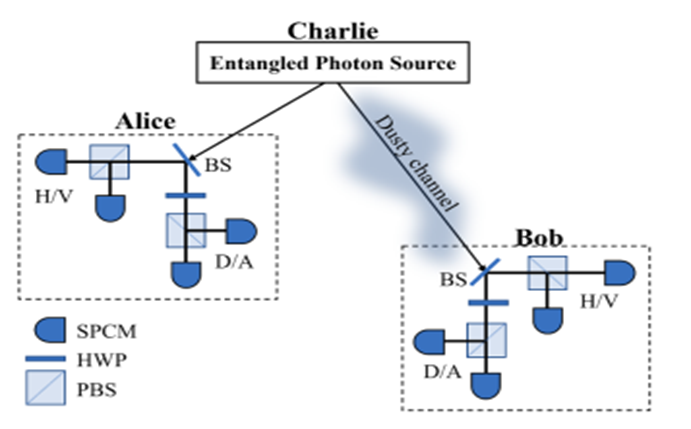 Charlie
Entangled Photon Source
Alice
BS
H/V
D/A
Dusty channel
Bob
BS
H/V
D/A
SPCM
HWP
PBS